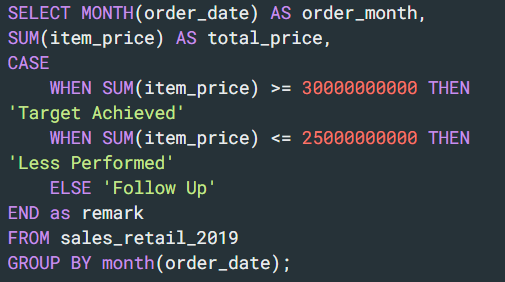 SELECT MONTH(order_date) AS order_month,
SUM(item_price) AS total_price,
CASE
    WHEN SUM(item_price) >= 30000000000 THEN
'Target Achieved'
    WHEN SUM(item_price) <= 25000000000 THEN
'Less Performed'
    ELSE 'Follow Up'
END as remark
FROM sales_retail_2019
GROUP BY month(order_date);